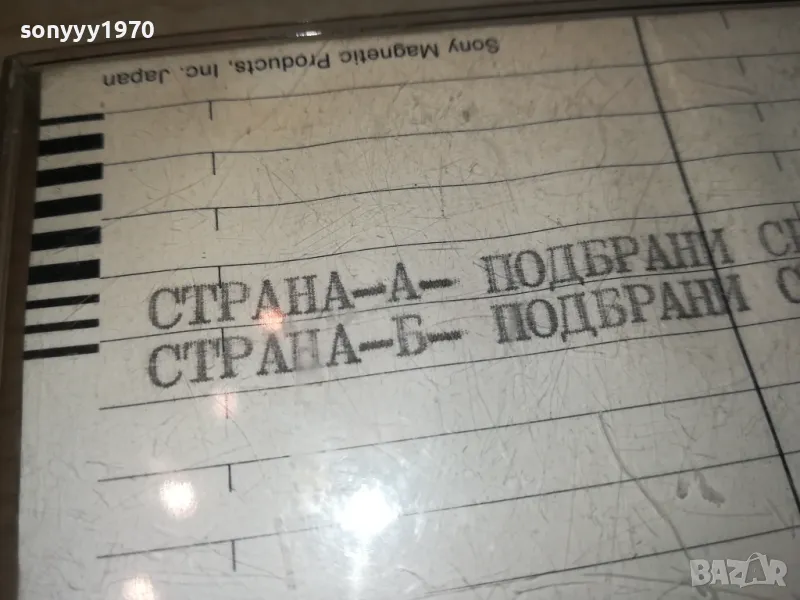 sonyyy1970
Sony Magnetic Products, Inc. Japan
СТРАНА-А- ПОДБРАНИ
СТРАНА-Б- ПОДБРАНИ
BAZAR